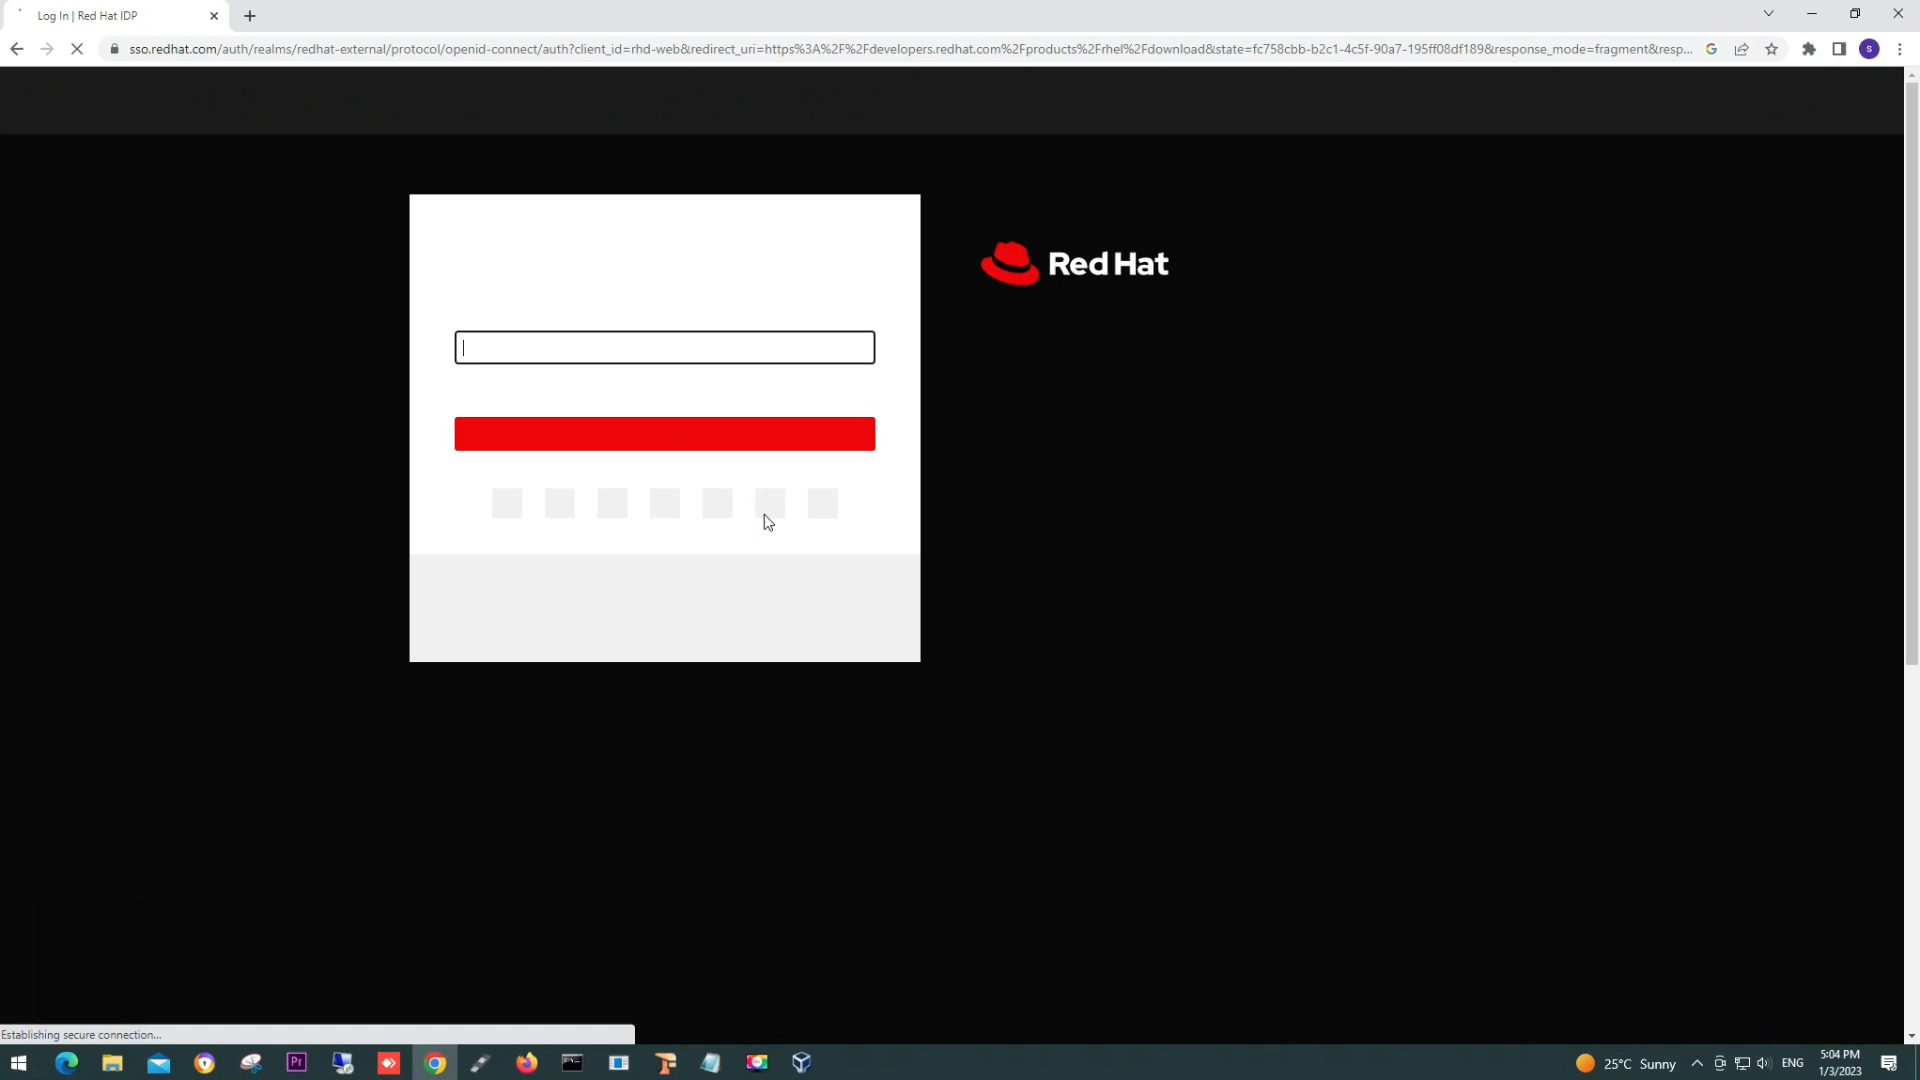 Log In | Red Hat IDP
sso.redhat.com/auth/realms/redhat-external/protocol/openid-connect/auth?client_id=rhd-web&redirect_uri=https%3A%2F%2Fdevelopers.redhat.com%2Fproducts%2Frhel%2Fdownload&state=fc758cbb-b2c1-4c5f-90a7-195ff08df189&response_mode=fragment&resp...
S
Red Hat
Establishing secure connection...
Pr
25°C Sunny
ENG
5:04 PM
1/3/2023